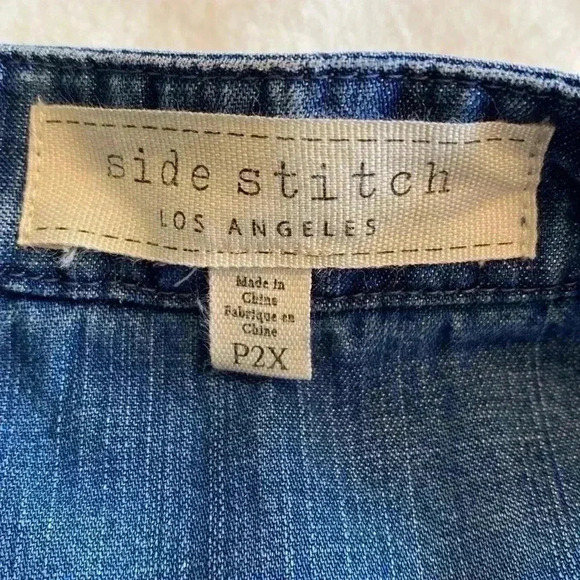 side stitch
LOS ANGELES
Made in
China
Fabrique en
Chine
P2X